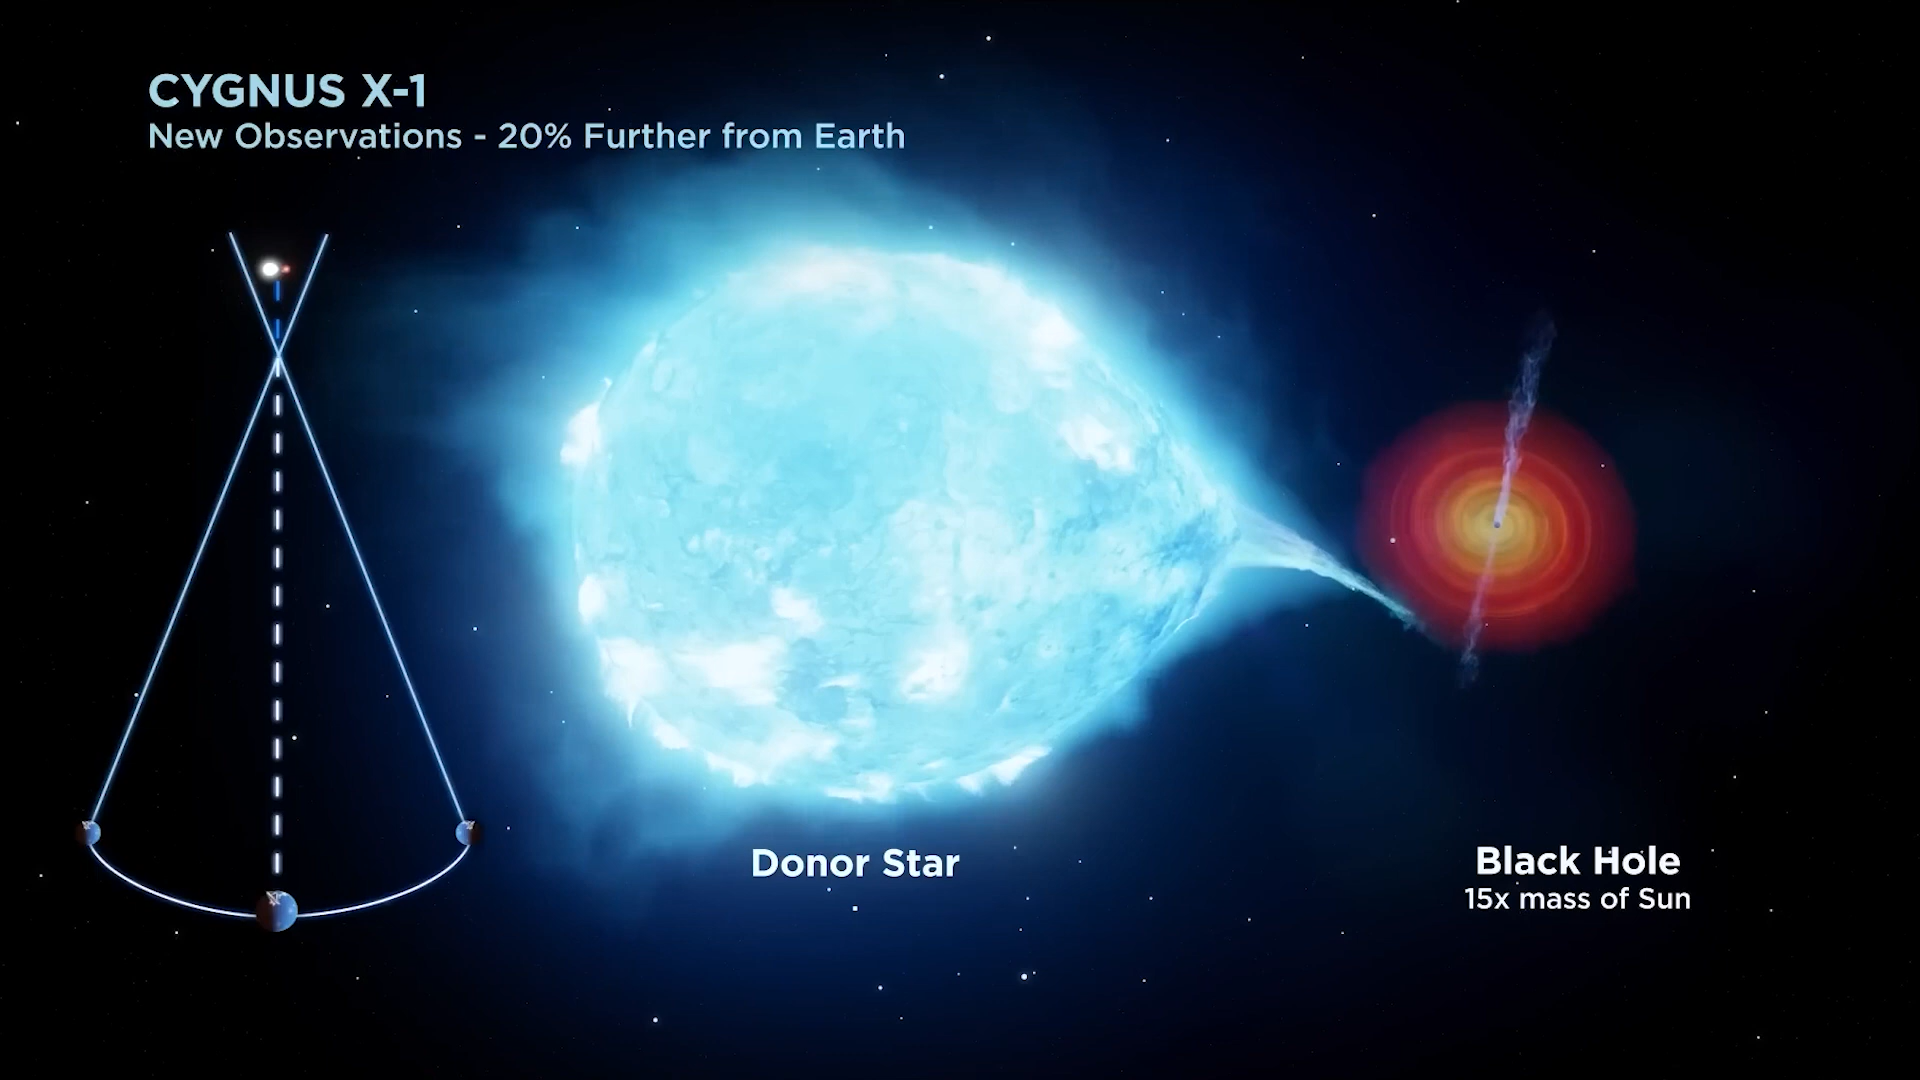 CYGNUS X-1
New Observations - 20% Further from Earth
Donor Star
Black Hole
15x mass of Sun